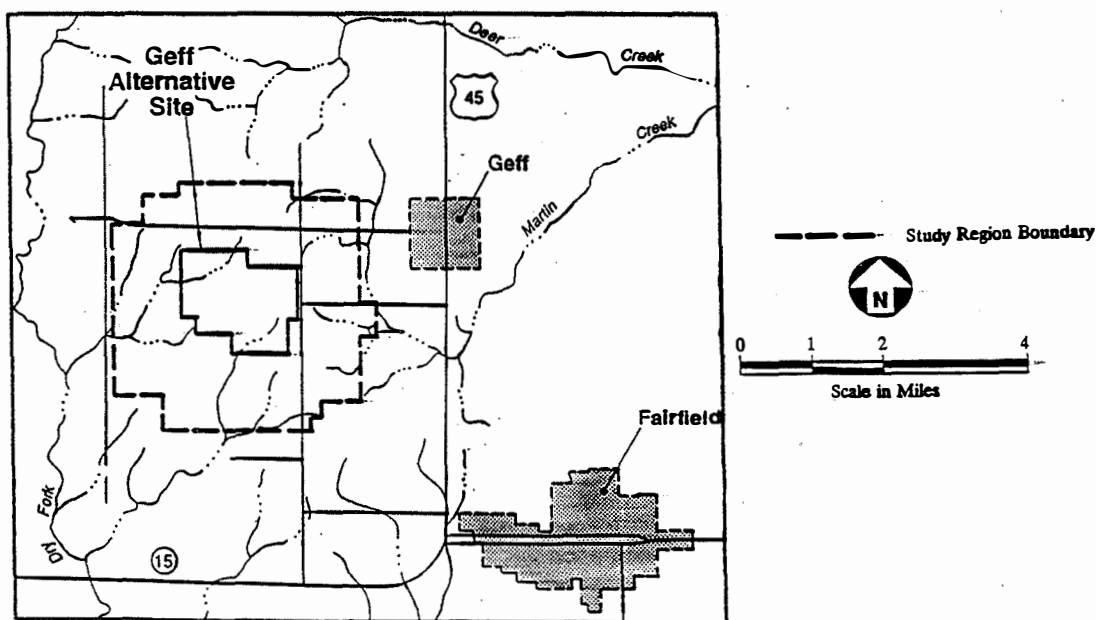 Deer
Creek
Geff
Alternative
Site
45
Creek
Geff
Martin
Study Region Boundary
N
0 1 2 4
Scale in Miles
Fairfield
Dry Fork
15